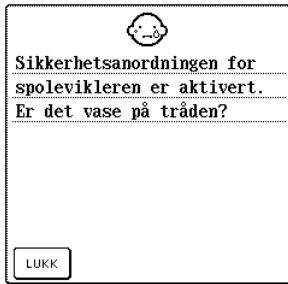 Sikkerhetsanordningen for
spolevikleren er aktivert.
Er det vase på tråden?
LUKK